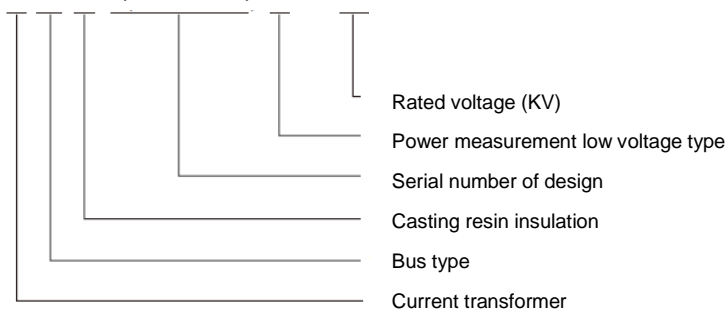 Rated voltage (KV)
Power measurement low voltage type
Serial number of design
Casting resin insulation
Bus type
Current transformer